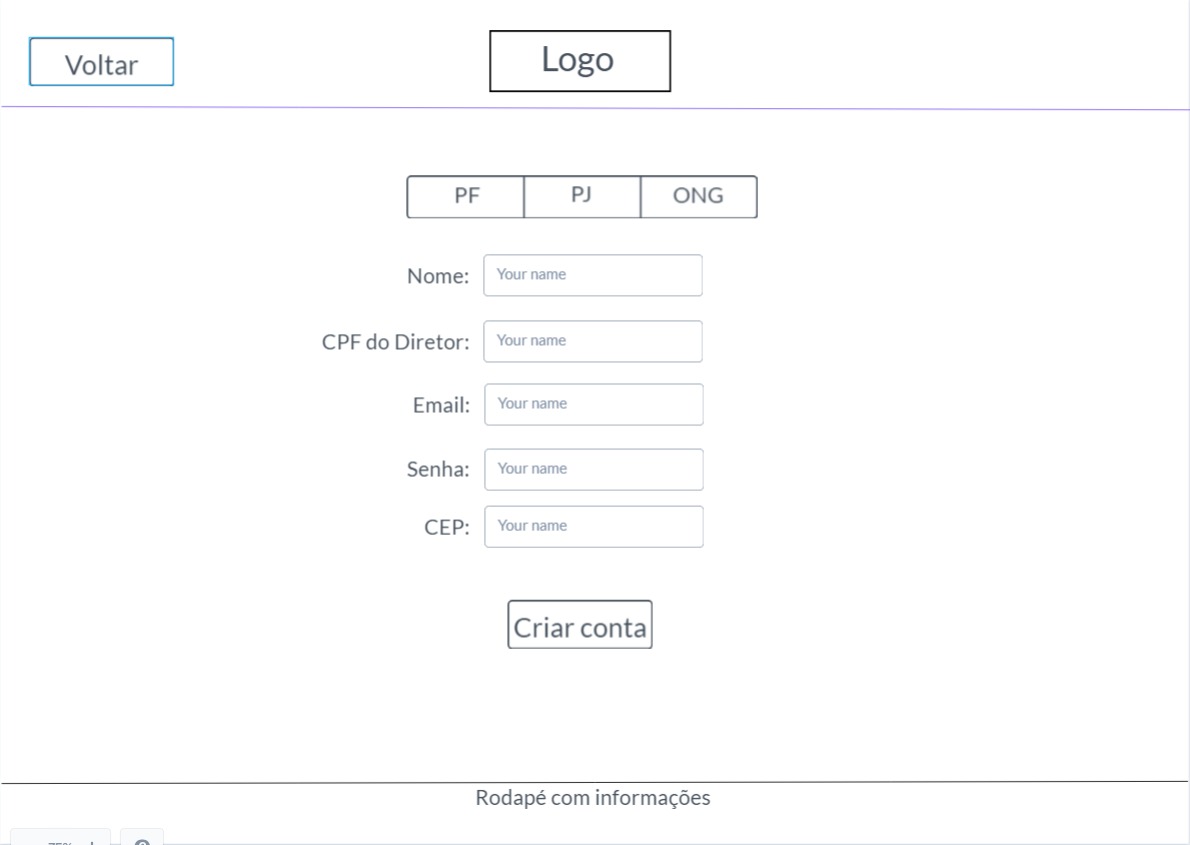 Voltar
Logo
PF PJ ONG
Nome: Your name
CPF do Diretor: Your name
Email: Your name
Senha: Your name
CEP: Your name
Criar conta
Rodapé com informações